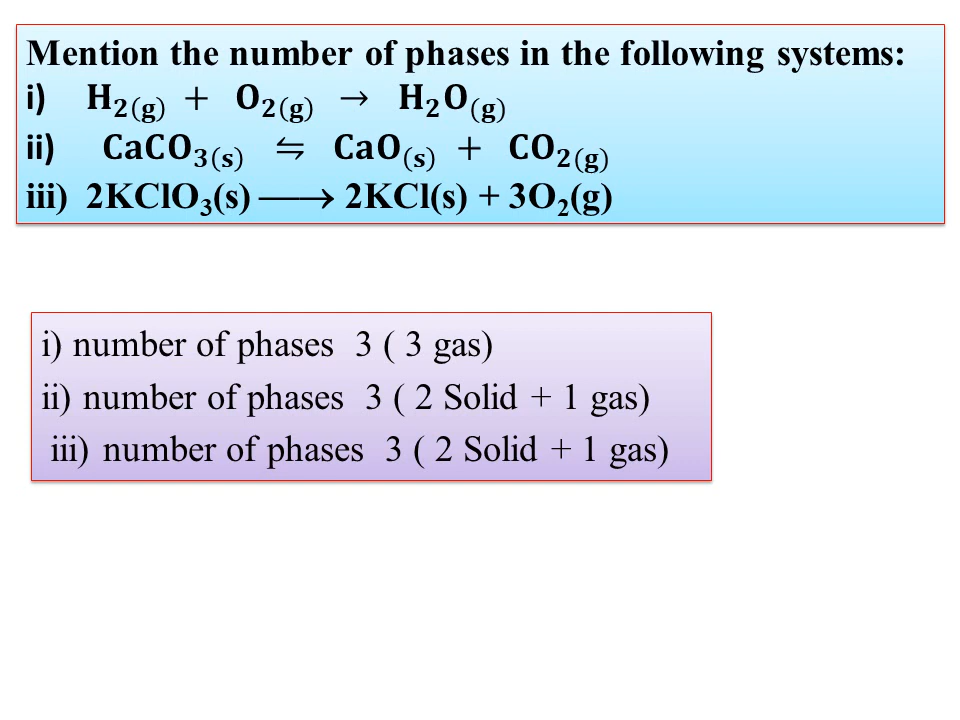 Mention the number of phases in the following systems:
i) H₂(g) + O₂(g) → H₂O(g)
ii) CaCO₃(s) ⇋ CaO(s) + CO₂(g)
iii) 2KClO₃(s) ⟶ 2KCl(s) + 3O₂(g)
i) number of phases 3 ( 3 gas)
ii) number of phases 3 ( 2 Solid + 1 gas)
iii) number of phases 3 ( 2 Solid + 1 gas)